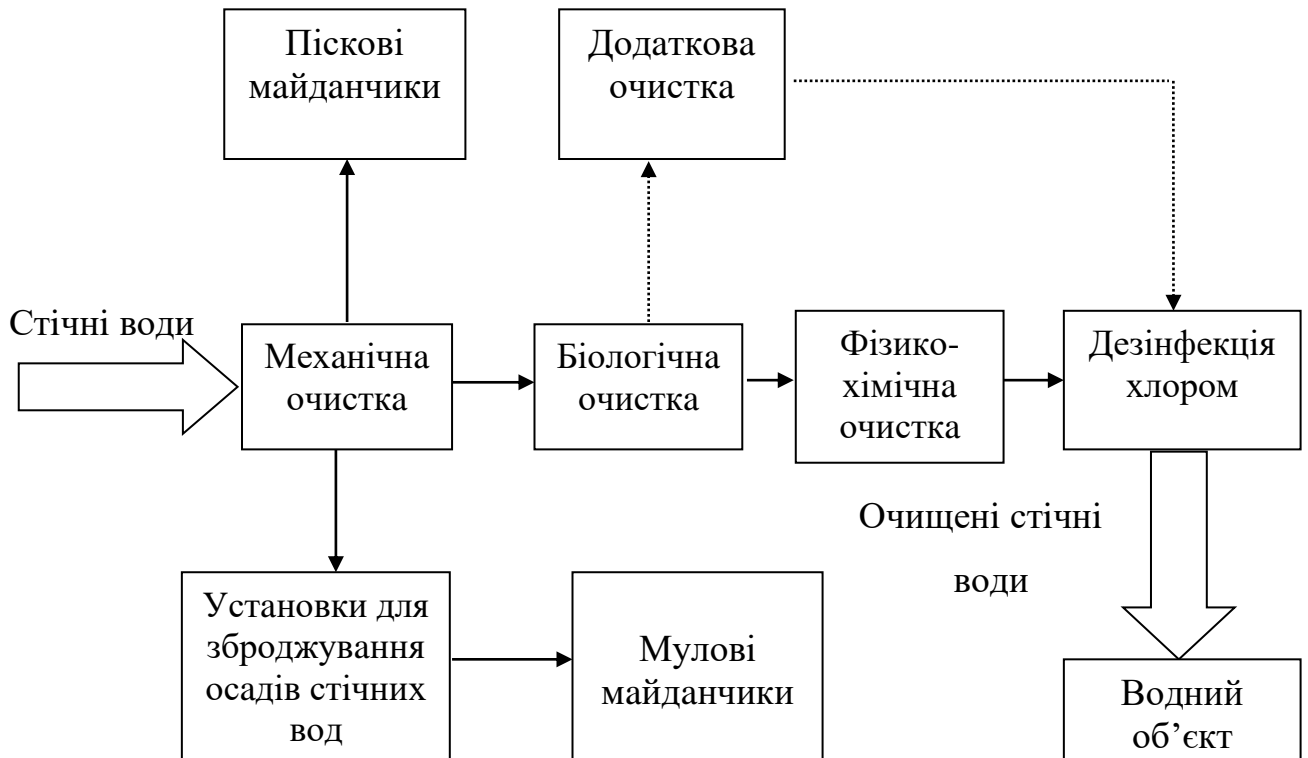 Піскові
майданчики
Додаткова
очистка
Стічні води
Механічна
очистка
Біологічна
очистка
Фізико-
хімічна
очистка
Дезінфекція
хлором
Очищені стічні
води
Установки для
зброджування
осадів стічних
вод
Мулові
майданчики
Водний
об’єкт